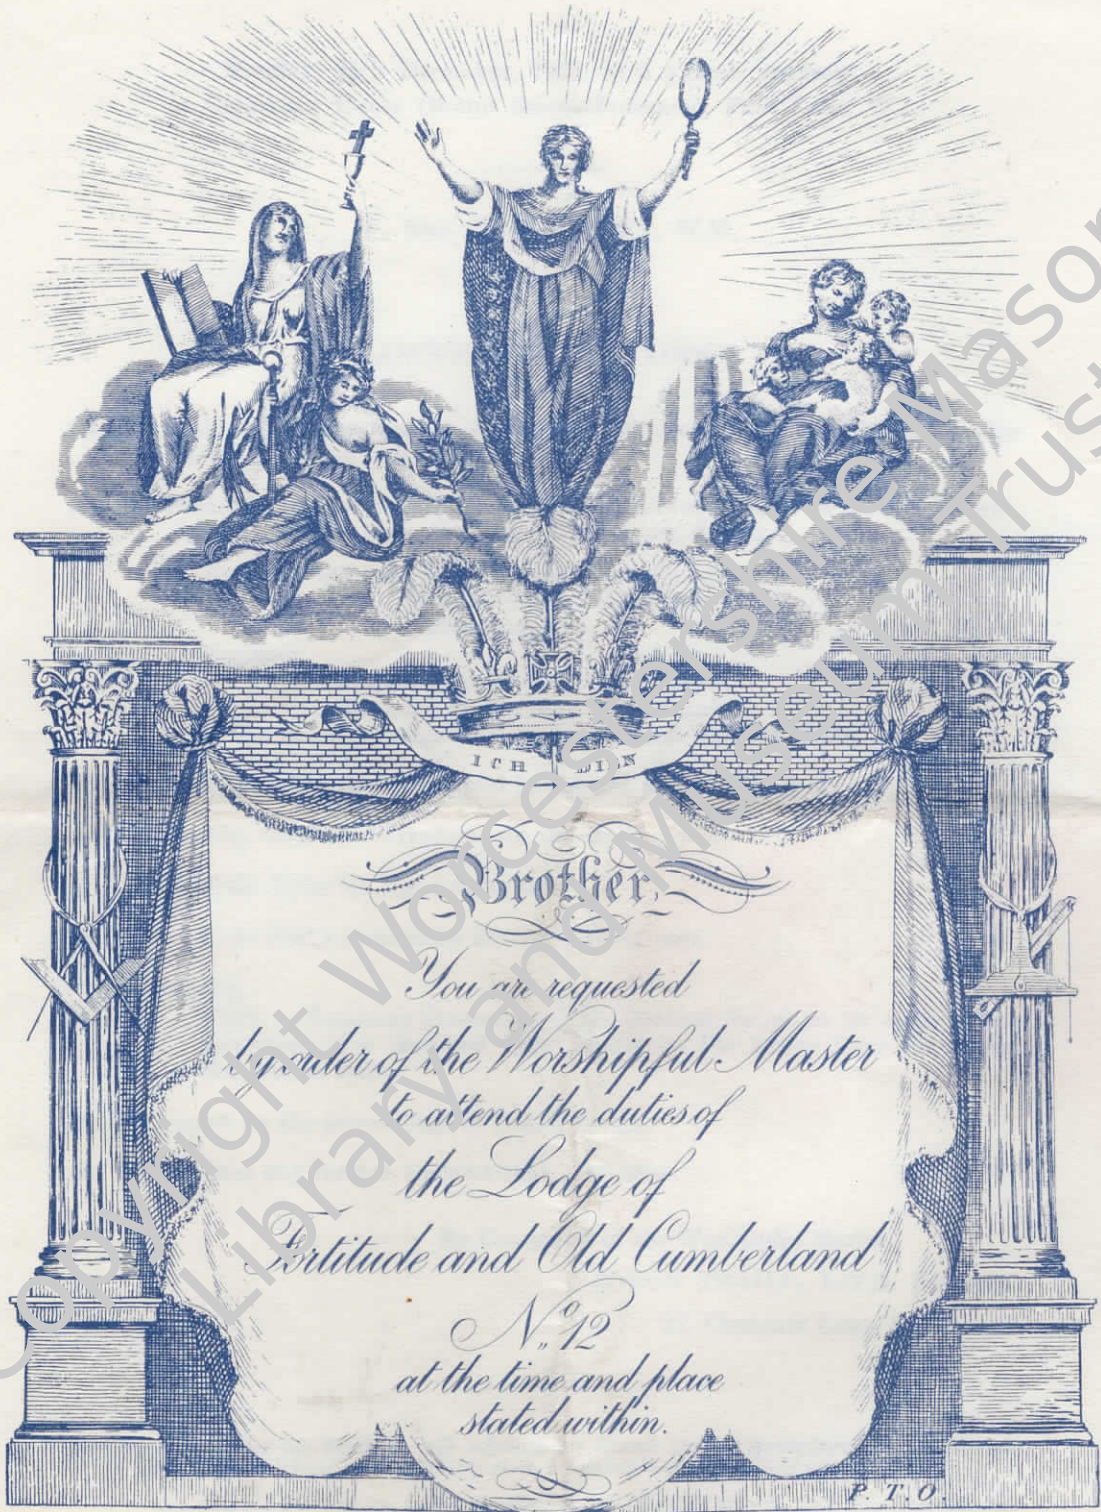 ICH DIEN
Brother,
You are requested
by order of the Worshipful Master
to attend the duties of
the Lodge of
Fortitude and Old Cumberland
No. 12
at the time and place
stated within.
P. T. O.
Copyright Worcestershire Masonic
Library and Museum Trust